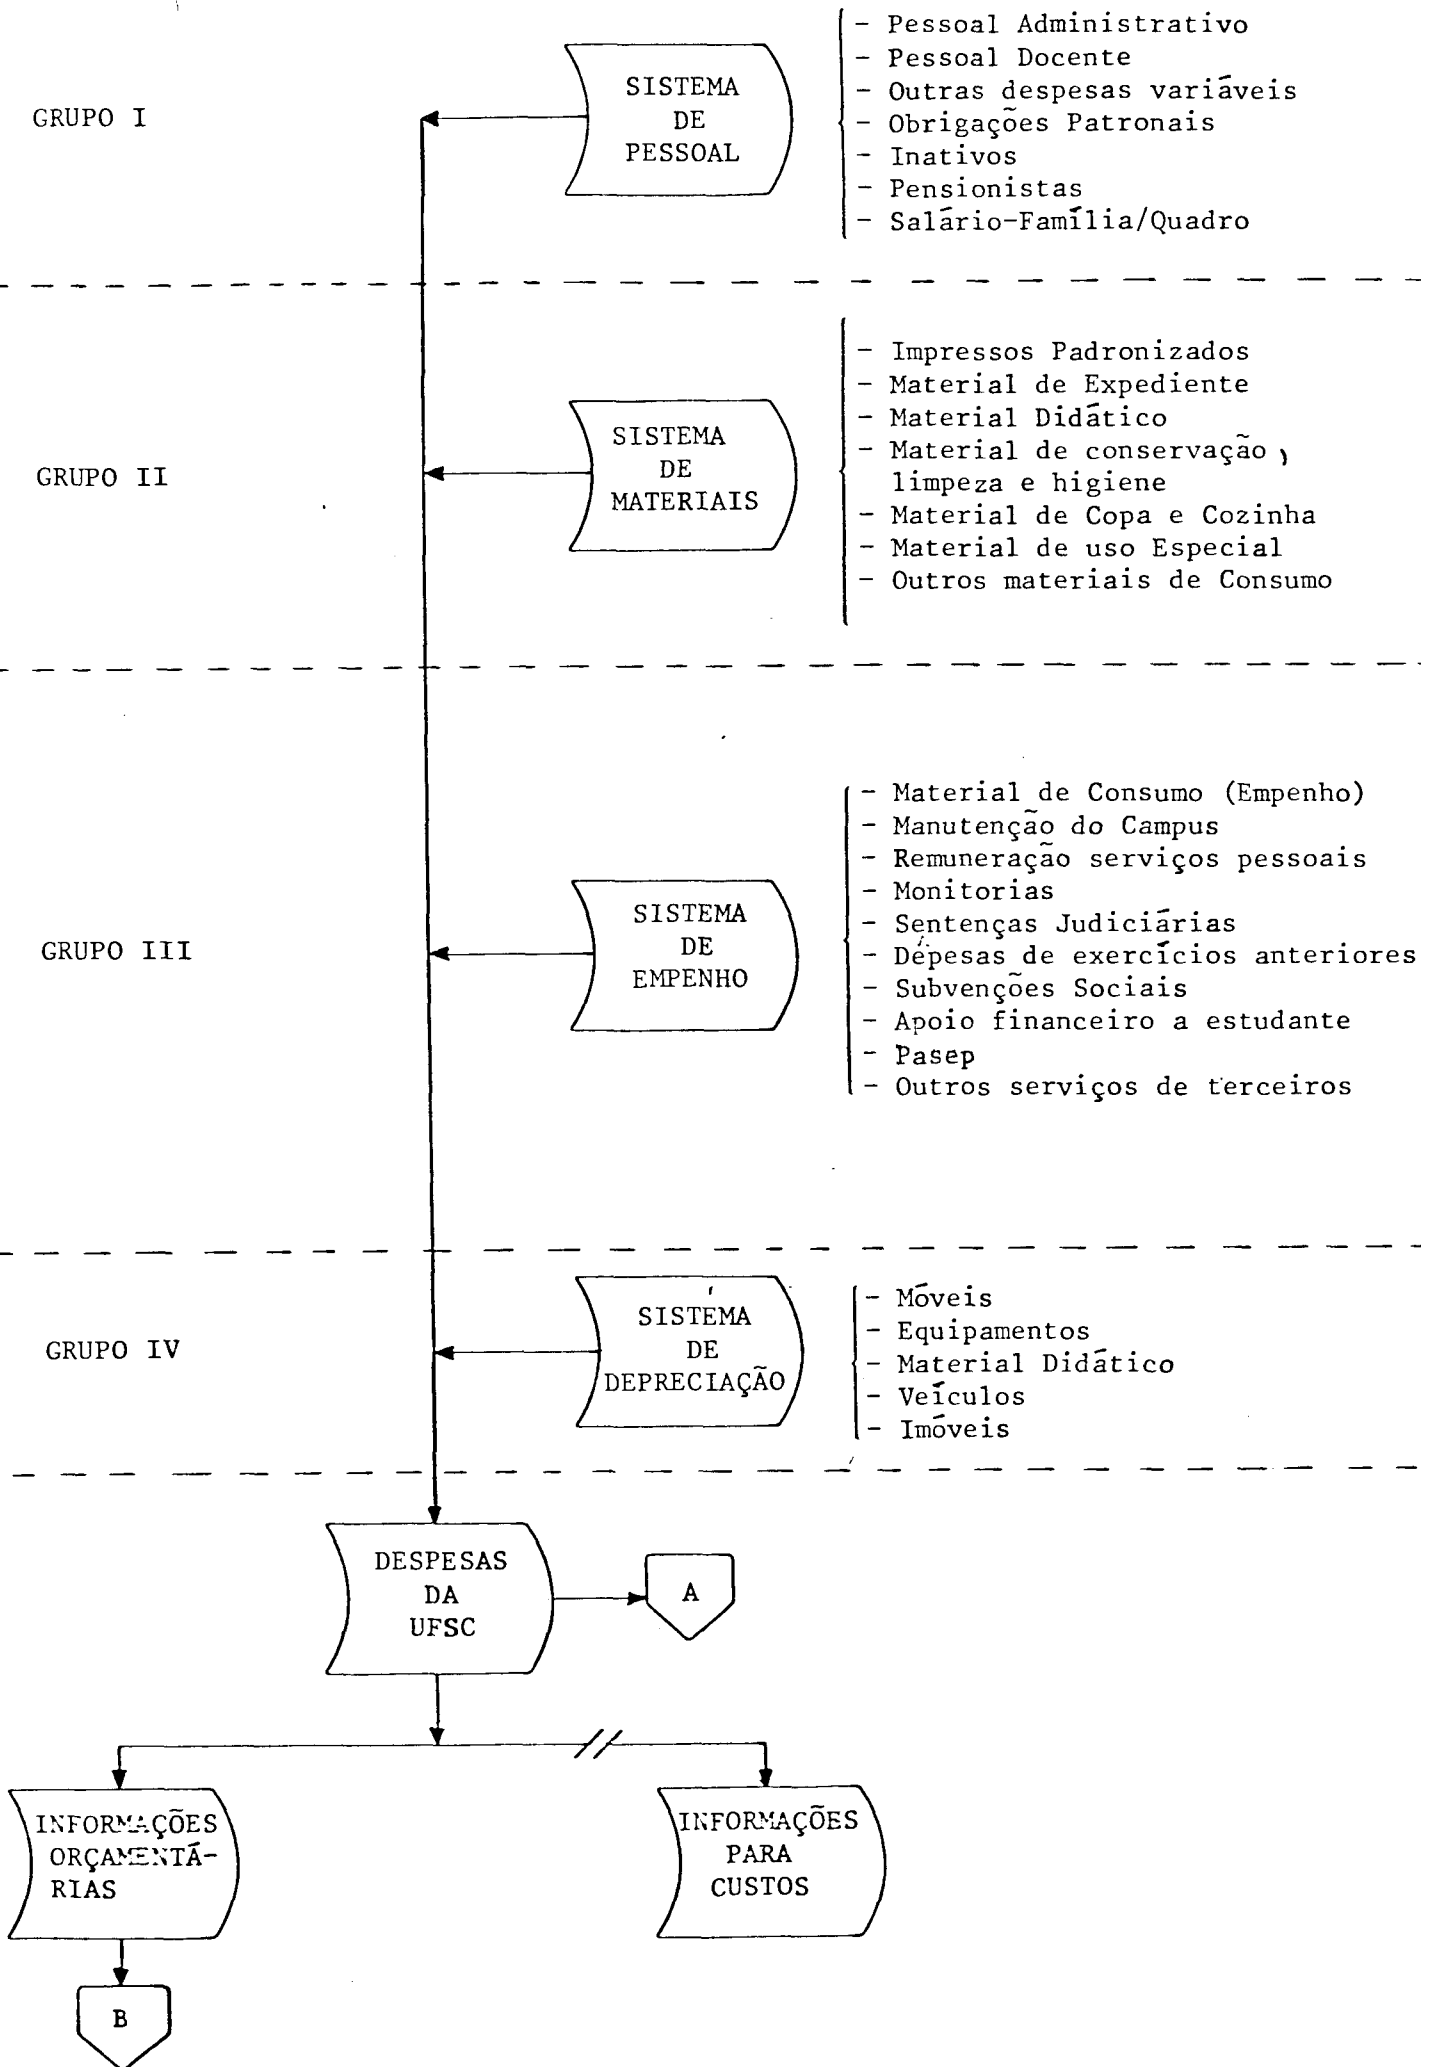 - Pessoal Administrativo
- Pessoal Docente
- Outras despesas variáveis
- Obrigações Patronais
- Inativos
- Pensionistas
- Salário-Família/Quadro
GRUPO I
SISTEMA
DE
PESSOAL
- Impressos Padronizados
- Material de Expediente
- Material Didático
- Material de conservação,
limpeza e higiene
- Material de Copa e Cozinha
- Material de uso Especial
- Outros materiais de Consumo
GRUPO II
SISTEMA
DE
MATERIAIS
- Material de Consumo (Empenho)
- Manutenção do Campus
- Remuneração serviços pessoais
- Monitorias
- Sentenças Judiciárias
- Dépesas de exercícios anteriores
- Subvenções Sociais
- Apoio financeiro a estudante
- Pasep
- Outros serviços de terceiros
GRUPO III
SISTEMA
DE
EMPENHO
- Móveis
- Equipamentos
- Material Didático
- Veículos
- Imóveis
GRUPO IV
SISTEMA
DE
DEPRECIAÇÃO
DESPESAS
DA
UFSC
A
INFORMAÇÕES
ORÇAMENTÁ-
RIAS
INFORMAÇÕES
PARA
CUSTOS
B